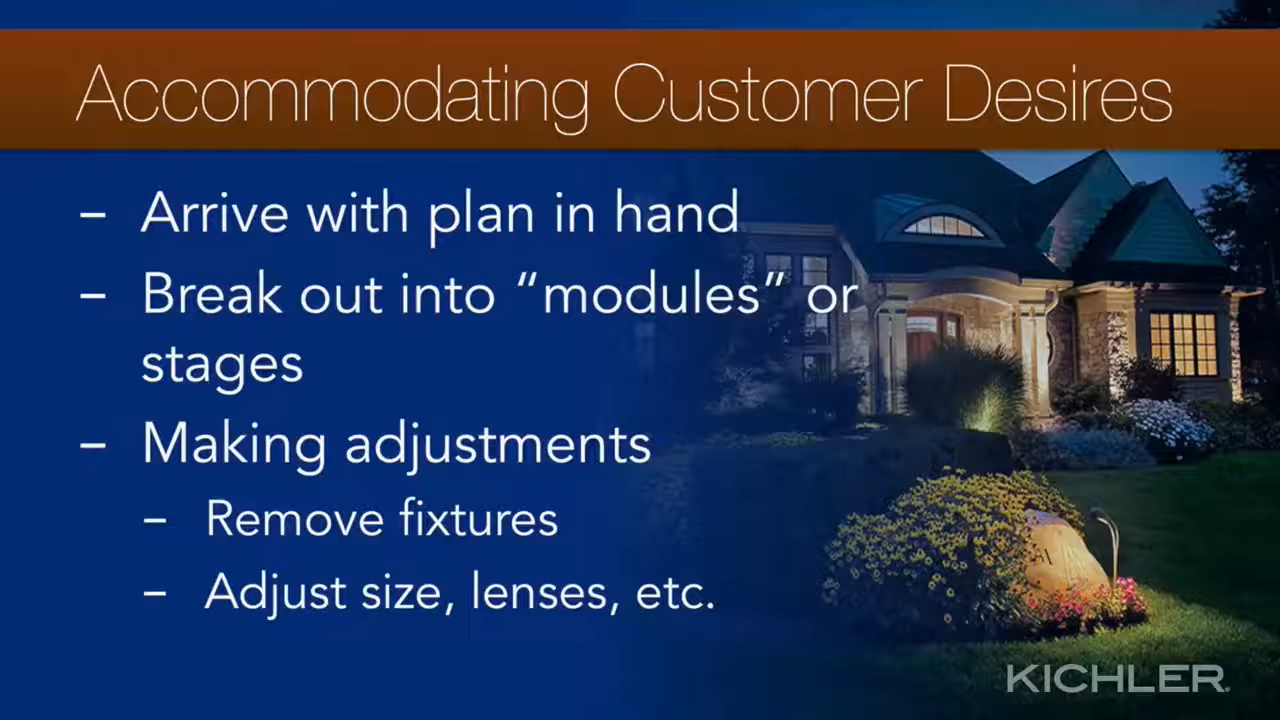 Accommodating Customer Desires
– Arrive with plan in hand
– Break out into “modules” or
stages
– Making adjustments
– Remove fixtures
– Adjust size, lenses, etc.
KICHLER